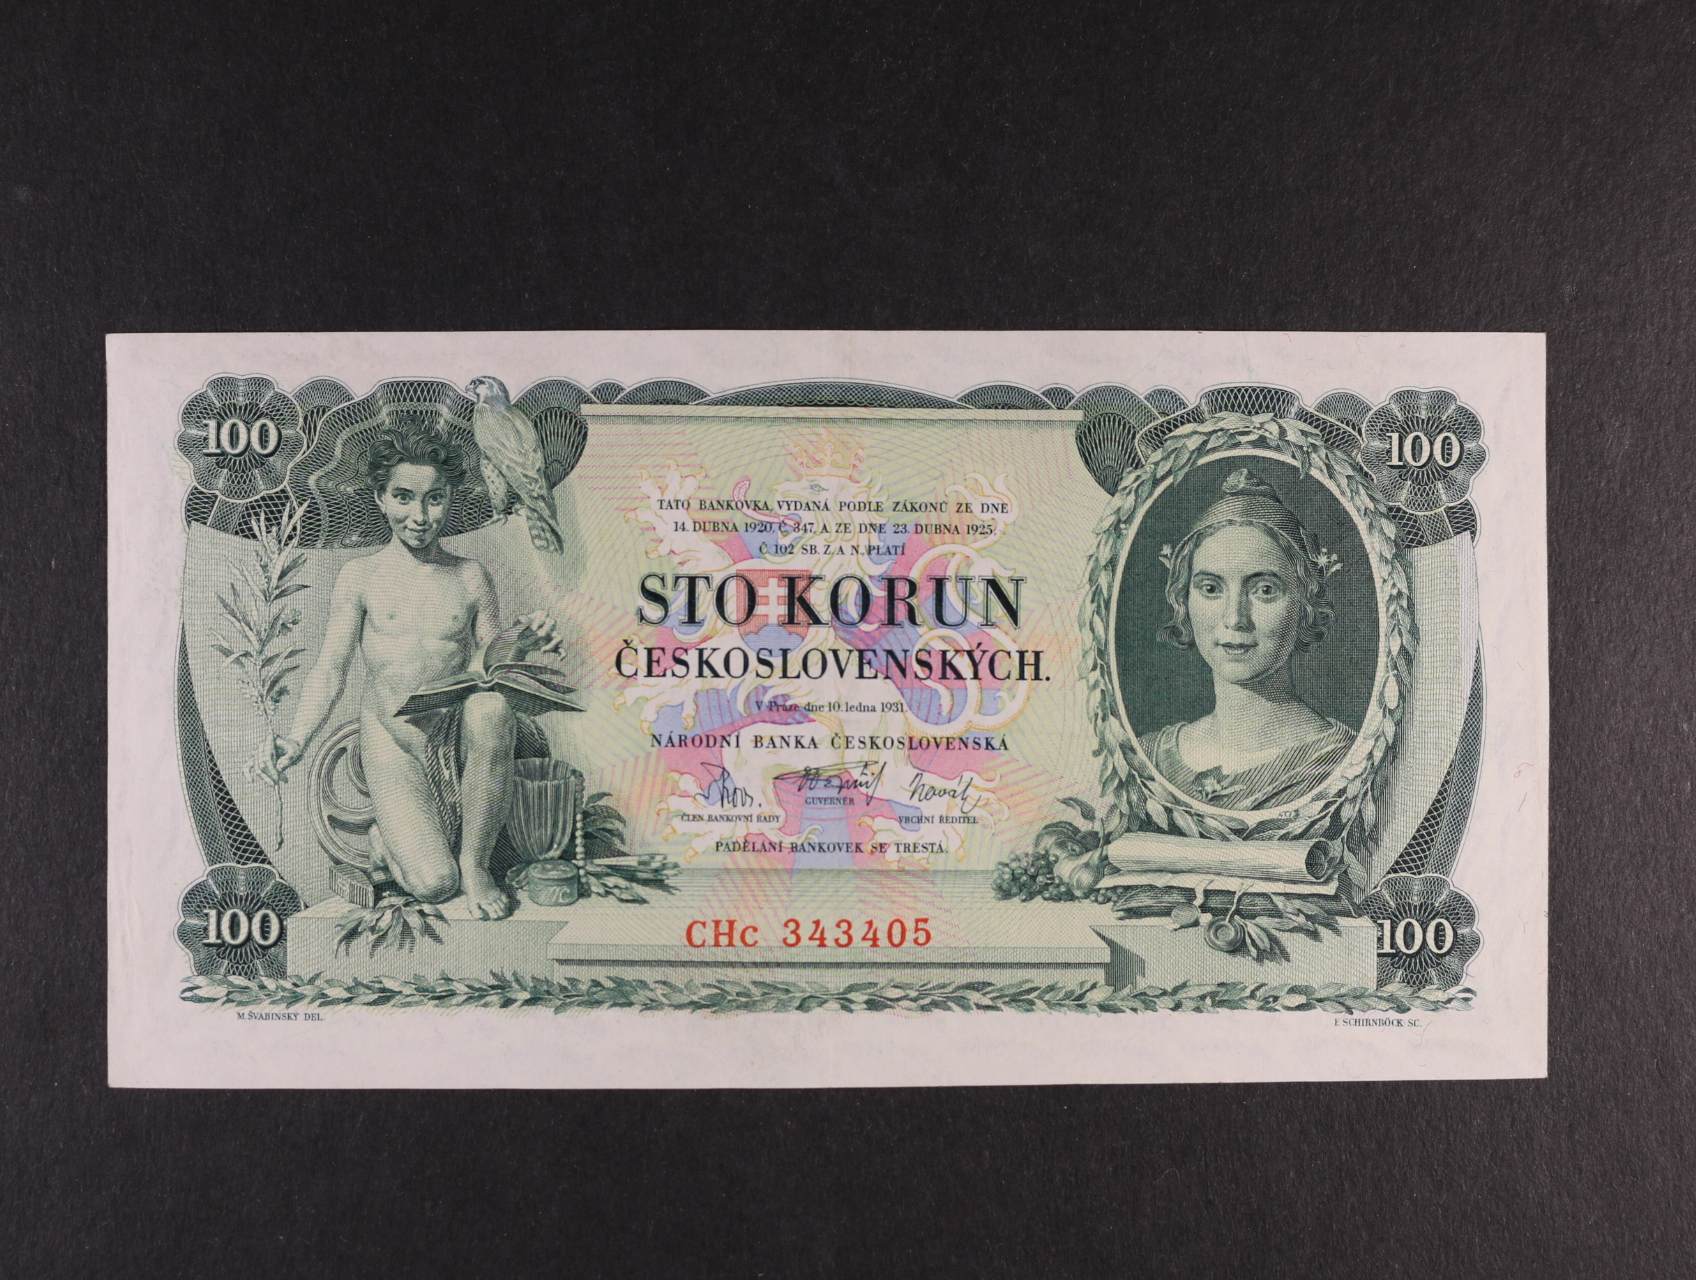 100
100
TATO BANKOVKA, VYDANÁ PODLE ZÁKONŮ ZE DNE
14. DUBNA 1920, Č. 347, A ZE DNE 23. DUBNA 1925,
Č. 102 SB. Z. A N. PLATÍ
STO KORUN
ČESKOSLOVENSKÝCH.
V Praze dne 10. ledna 1931.
NÁRODNÍ BANKA ČESKOSLOVENSKÁ
Novák
GUVERNÉR
ČLEN BANKOVNÍ RADY VRCHNÍ ŘEDITEL
PADĚLÁNÍ BANKOVEK SE TRESTÁ.
100
CHc 343405
100
M. ŠVABINSKÝ DEL.
F. SCHIRNBÖCK SC.